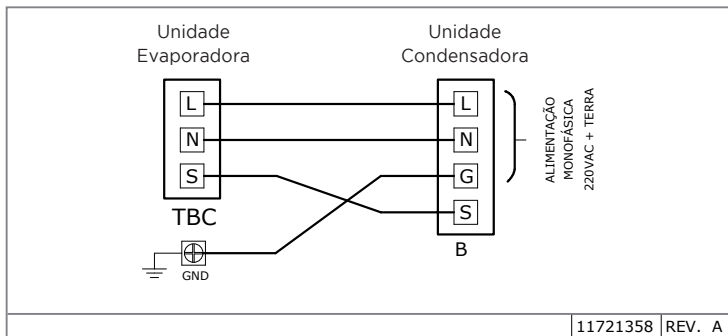 Unidade
Evaporadora
Unidade
Condensadora
L
N
S
TBC
GND
L
N
G
S
B
ALIMENTAÇÃO
MONOFÁSICA
220VAC + TERRA
11721358 REV. A